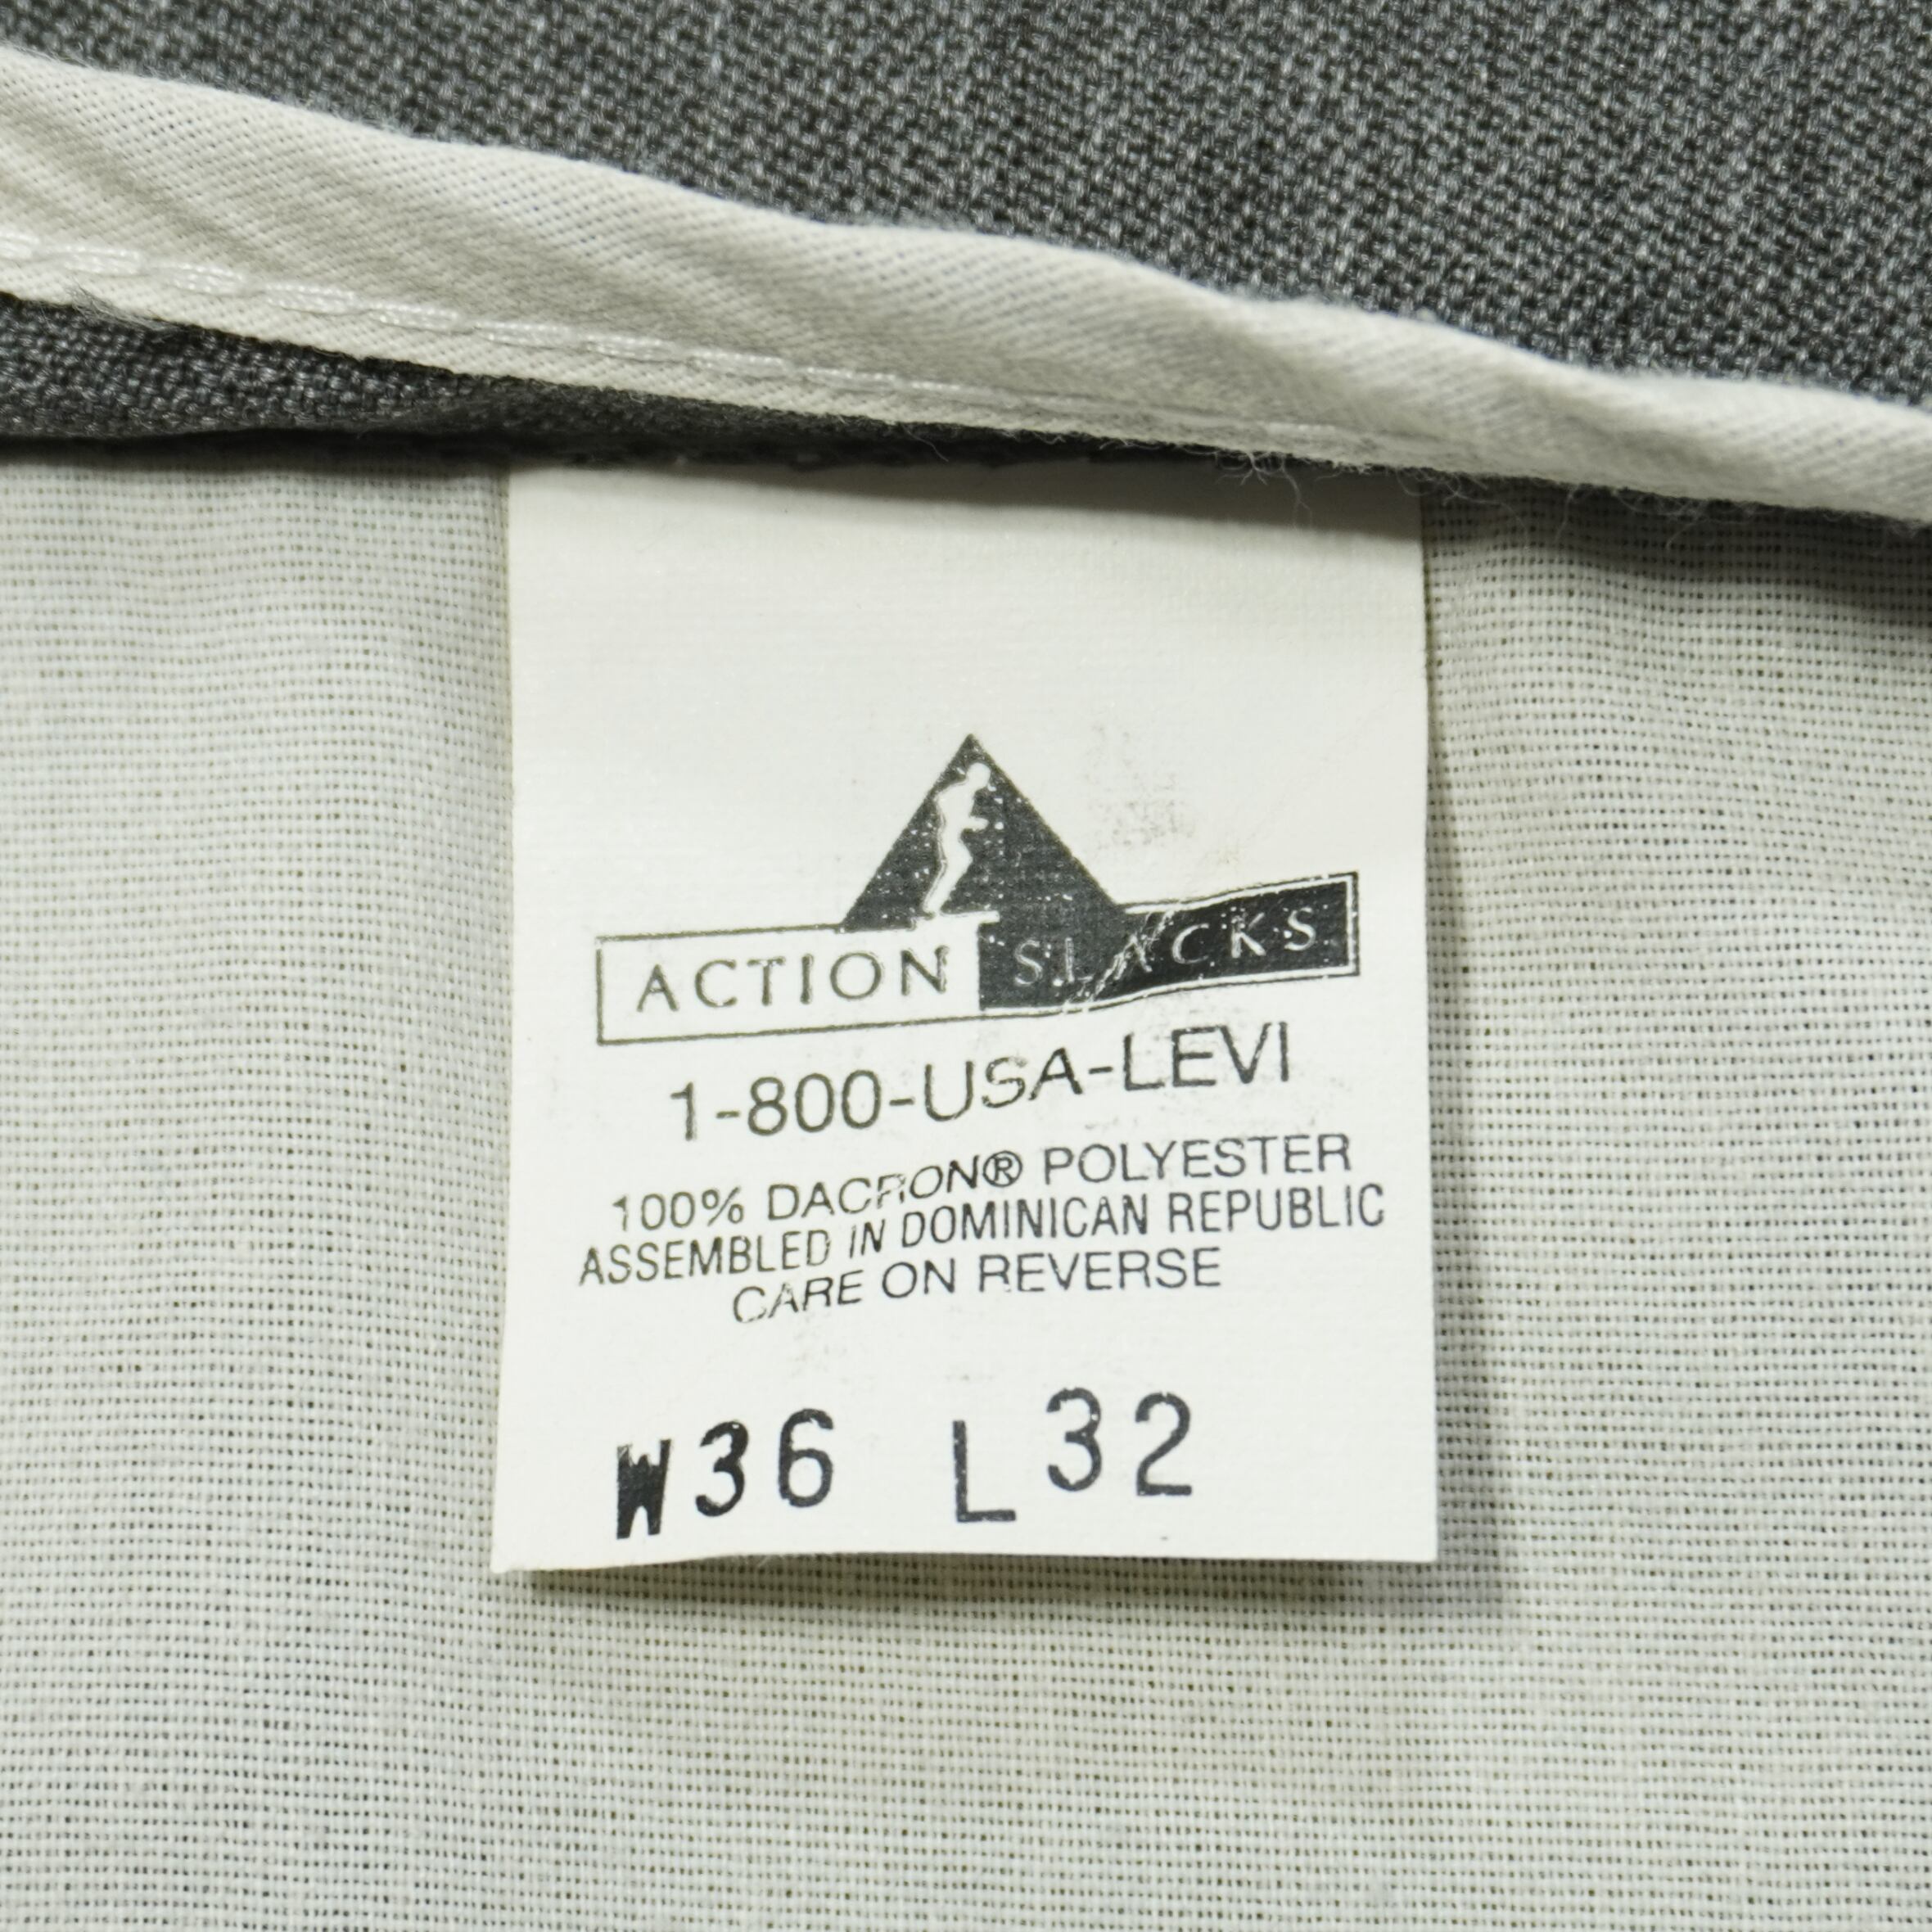 ACTION SLACKS
1-800-USA-LEVI
100% DACRON® POLYESTER
ASSEMBLED IN DOMINICAN REPUBLIC
CARE ON REVERSE
W36 L32